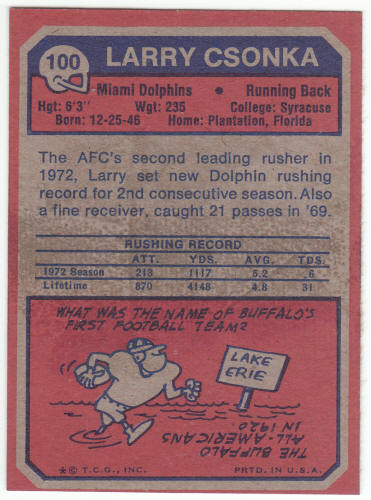 100 LARRY CSONKA
Miami Dolphins • Running Back
Hgt: 6'3" Wgt: 235 College: Syracuse
Born: 12-25-46 Home: Plantation, Florida
The AFC's second leading rusher in
1972, Larry set new Dolphin rushing
record for 2nd consecutive season. Also
a fine receiver, caught 21 passes in '69.
RUSHING RECORD
ATT. YDS. AVG. TDS.
1972 Season 213 1117 5.2 6
Lifetime 870 4148 4.8 31
WHAT WAS THE NAME OF BUFFALO'S
FIRST FOOTBALL TEAM?
LAKE
ERIE
THE BUFFALO
ALL-AMERICANS
IN 1920
* © T.C.G., INC. PRTD. IN U.S.A.